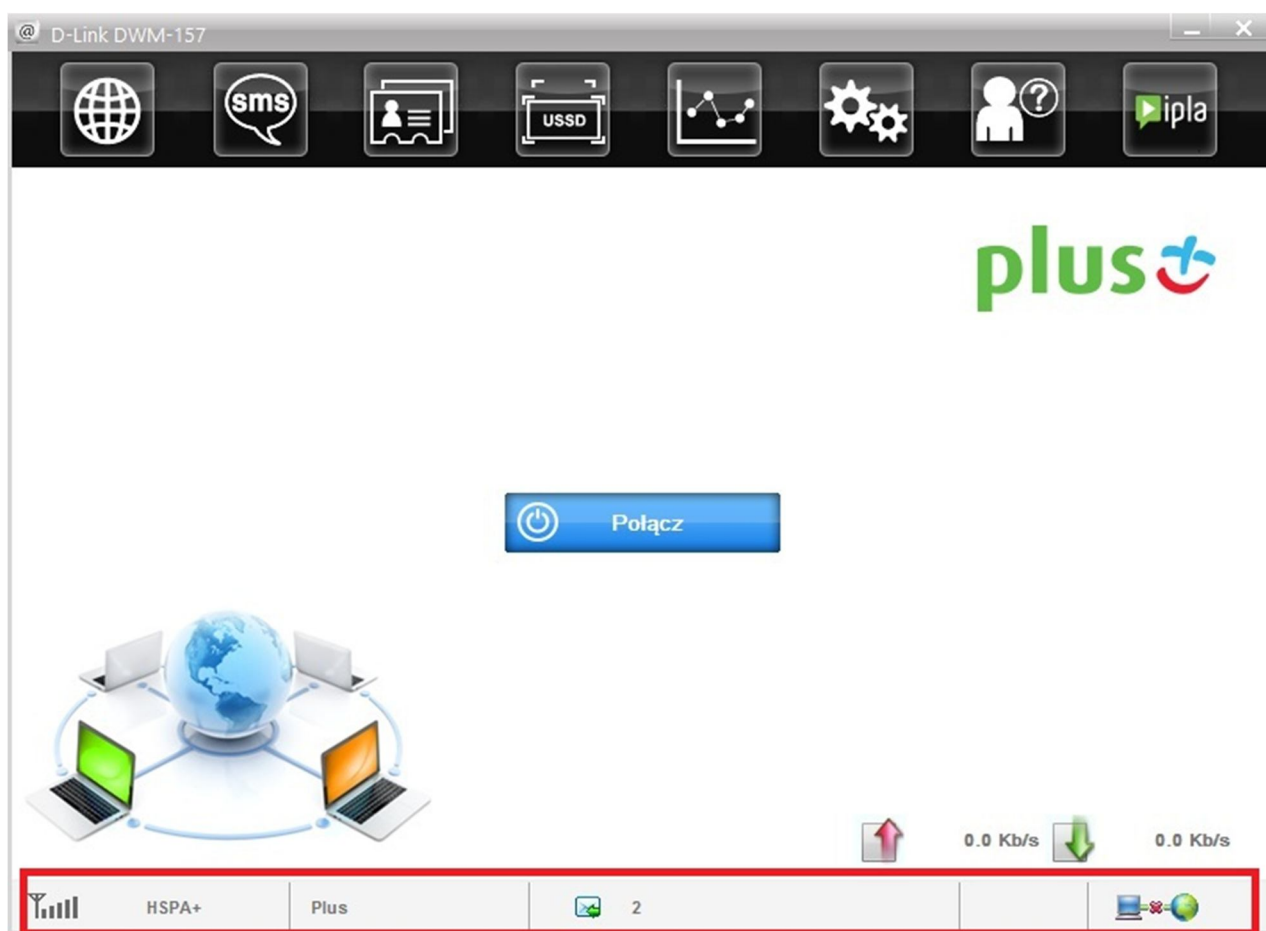 @ D-Link DWM-157
sms
USSD
?
ipla
plus
Połącz
0.0 Kb/s 0.0 Kb/s
HSPA+ Plus 2